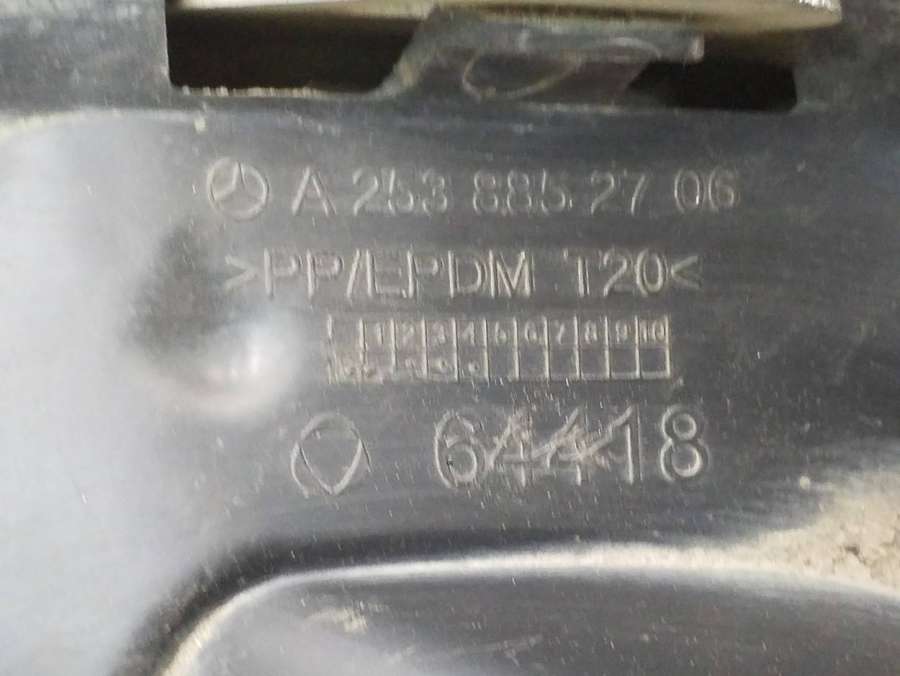 A 253 885 27 06
>PP/EPDM T20<
1 2 3 4 5 6 7 8 9 10
64418